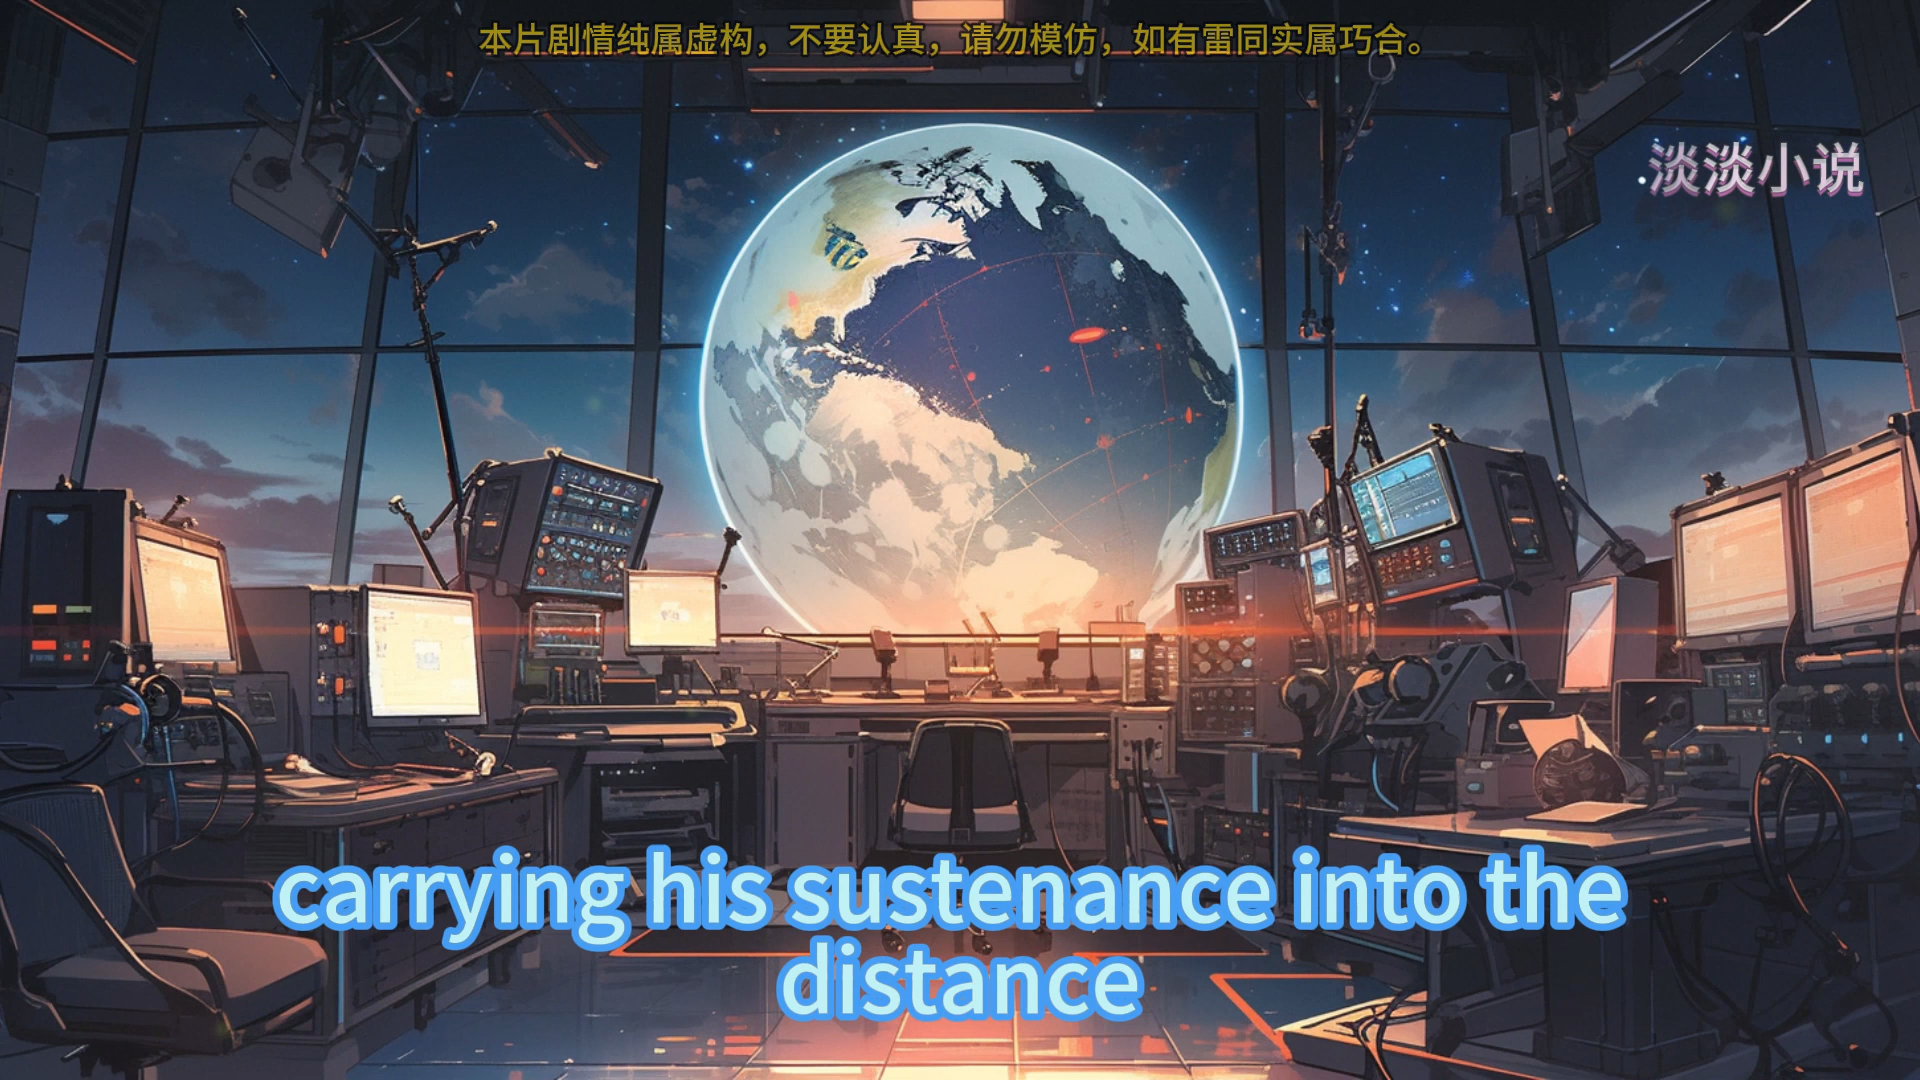 本片剧情纯属虚构，不要认真，请勿模仿，如有雷同实属巧合。
淡淡小说
carrying his sustenance into the
distance